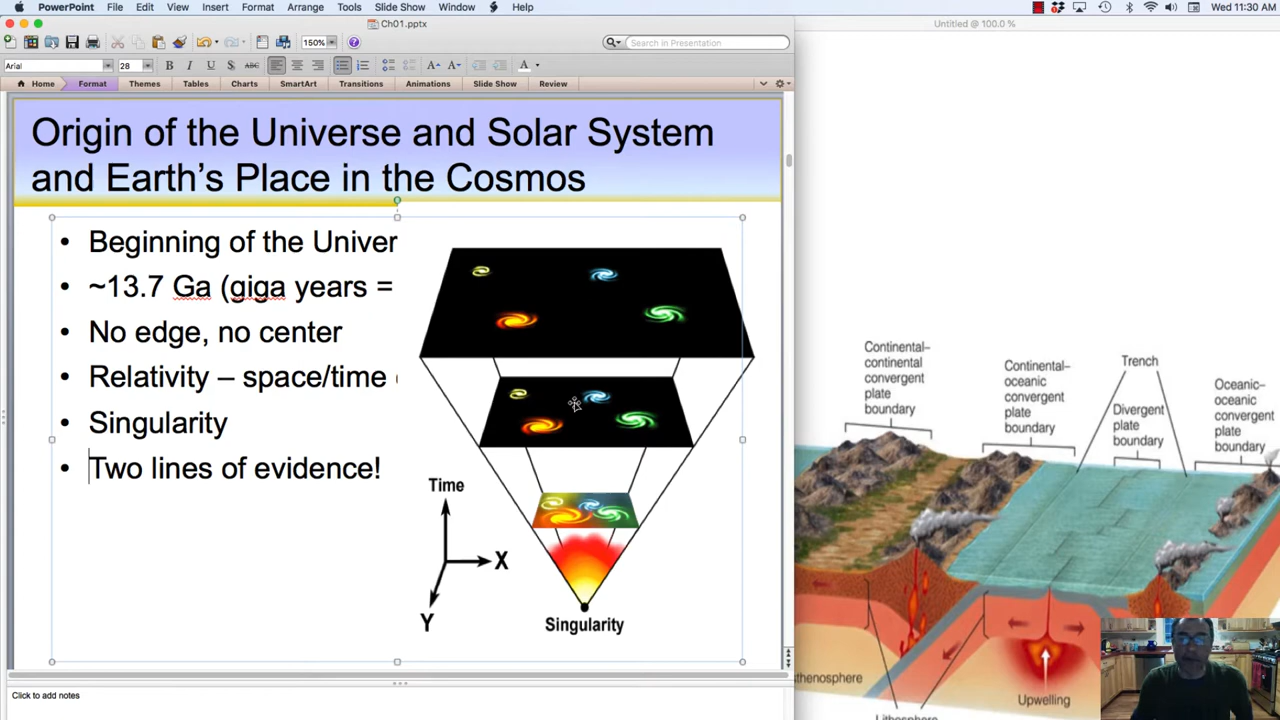 PowerPoint File Edit View Insert Format Arrange Tools Slide Show Window Help Wed 11:30 AM
Ch01.pptx
Untitled @ 100.0 %
150% Search in Presentation
Arial 28 B I U S ABC A A A
Home Format Themes Tables Charts SmartArt Transitions Animations Slide Show Review
Origin of the Universe and Solar System
and Earth's Place in the Cosmos
• Beginning of the Univer
• ~13.7 Ga (giga years =
• No edge, no center
• Relativity – space/time
• Singularity
• Two lines of evidence!
Time
X
Y
Singularity
Click to add notes
Continental–
continental
convergent
plate
boundary
Continental-
oceanic
convergent
plate
boundary
Trench
Divergent
plate
boundary
Oceanic-
oceanic
convergent
plate
boundary
thenosphere
Upwelling